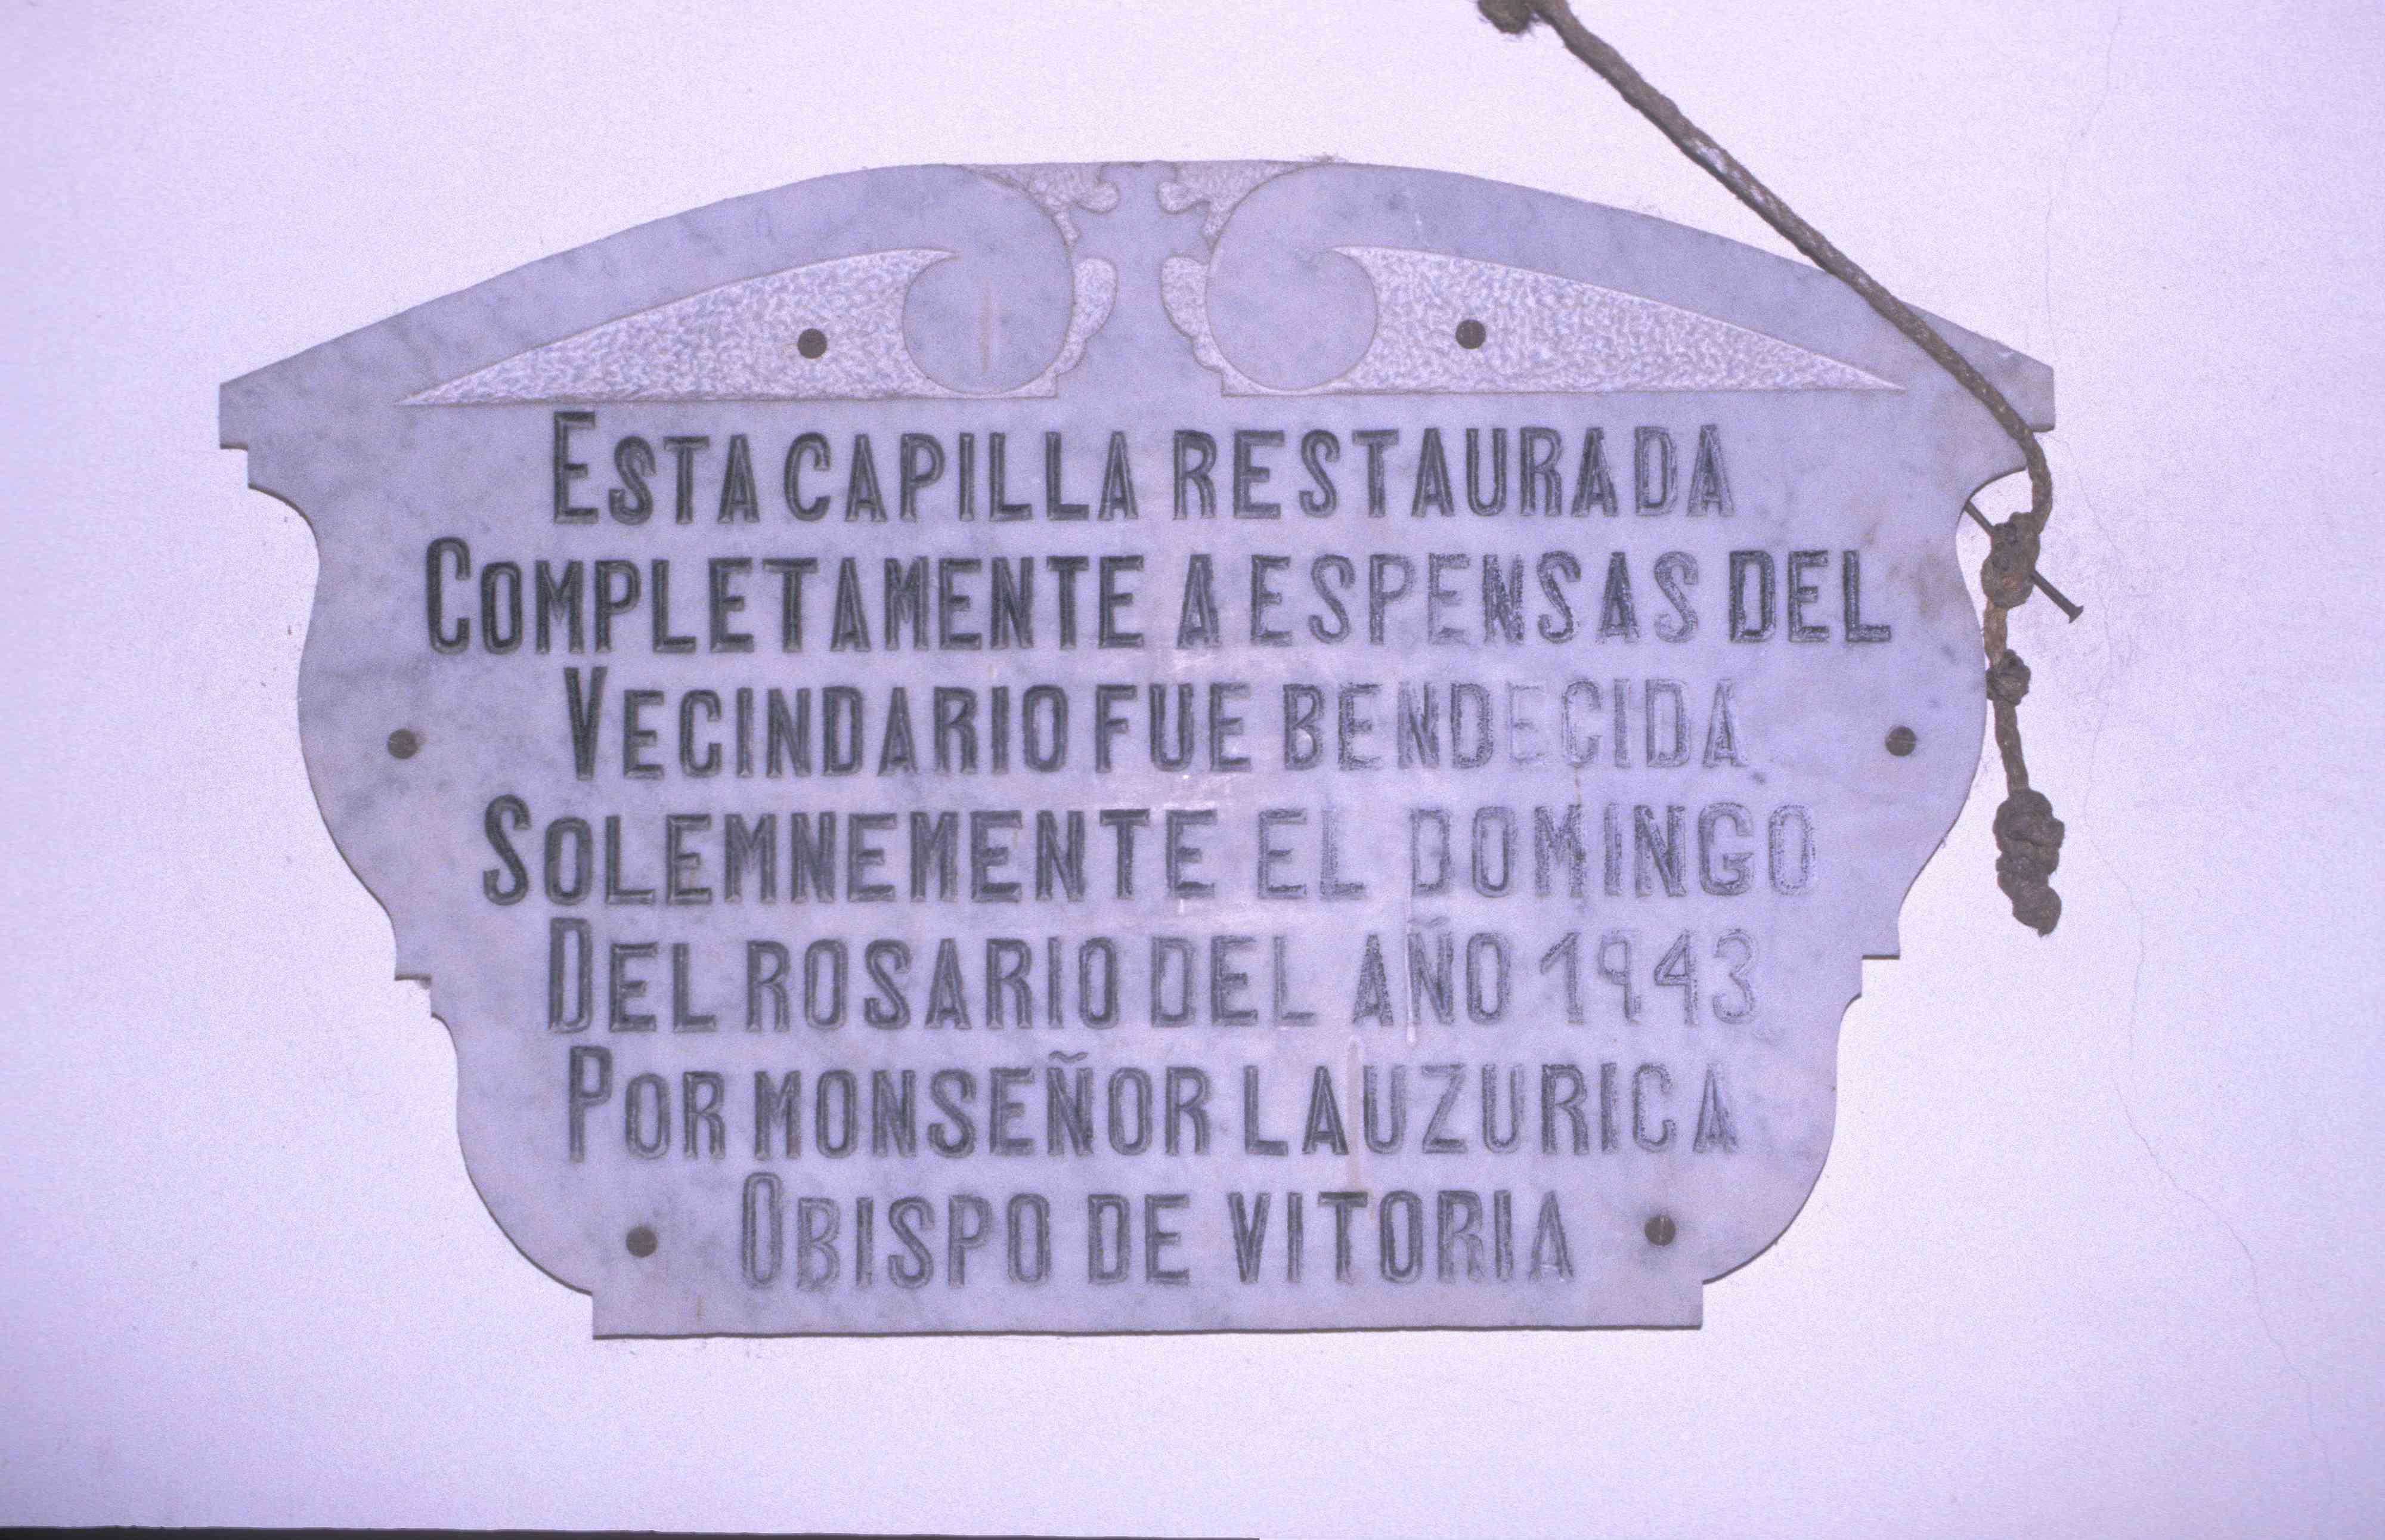 ESTA CAPILLA RESTAURADA
COMPLETAMENTE A ESPENSAS DEL
VECINDARIO FUE BENDECIDA
SOLEMNEMENTE EL DOMINGO
DEL ROSARIO DEL AÑO 1943
POR MONSEÑOR LAUZURICA
OBISPO DE VITORIA